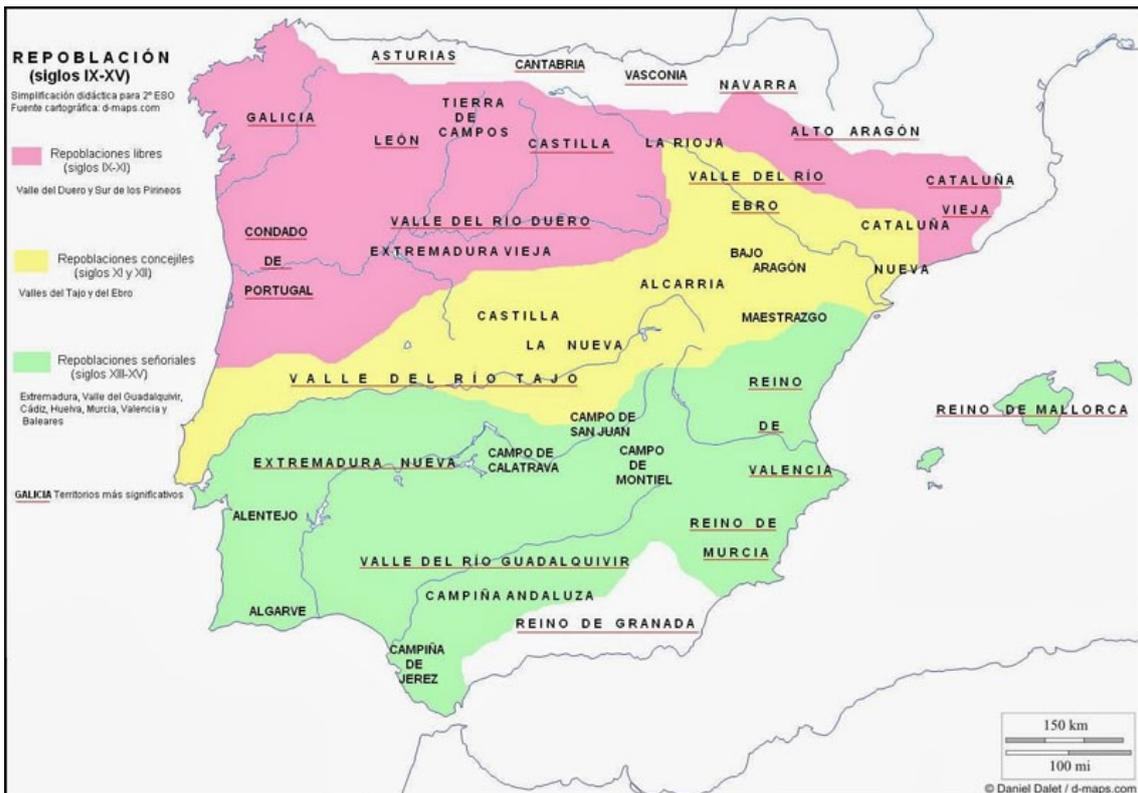 REPOBLACIÓN
(siglos IX-XV)
Simplificación didáctica para 2º ESO
Fuente cartográfica: d-maps.com
Repoblaciones libres
(siglos IX-XI)
Valle del Duero y Sur de los Pirineos
Repoblaciones concejiles
(siglos XI y XII)
Valles del Tajo y del Ebro
Repoblaciones señoriales
(siglos XIII-XV)
Extremadura, Valle del Guadalquivir,
Cádiz, Huelva, Murcia, Valencia y
Baleares
GALICIA Territorios más significativos
ASTURIAS
CANTABRIA
VASCONIA
NAVARRA
GALICIA
LEÓN
TIERRA
DE
CAMPOS
CASTILLA
LA RIOJA
ALTO ARAGÓN
VALLE DEL RÍO
EBRO
CATALUÑA
VIEJA
CATALUÑA
NUEVA
CONDADO
DE
PORTUGAL
VALLE DEL RÍO DUERO
EXTREMADURA VIEJA
BAJO
ARAGÓN
ALCARRIA
MAESTRAZGO
CASTILLA
LA NUEVA
VALLE DEL RÍO TAJO
REINO
DE
VALENCIA
REINO DE MALLORCA
CAMPO DE
SAN JUAN
CAMPO DE
CALATRAVA
CAMPO
DE
MONTIEL
EXTREMADURA NUEVA
ALENTEJO
REINO DE
MURCIA
VALLE DEL RÍO GUADALQUIVIR
CAMPIÑA ANDALUZA
ALGARVE
REINO DE GRANADA
CAMPIÑA
DE
JEREZ
150 km
100 mi
© Daniel Dalet / d-maps.com